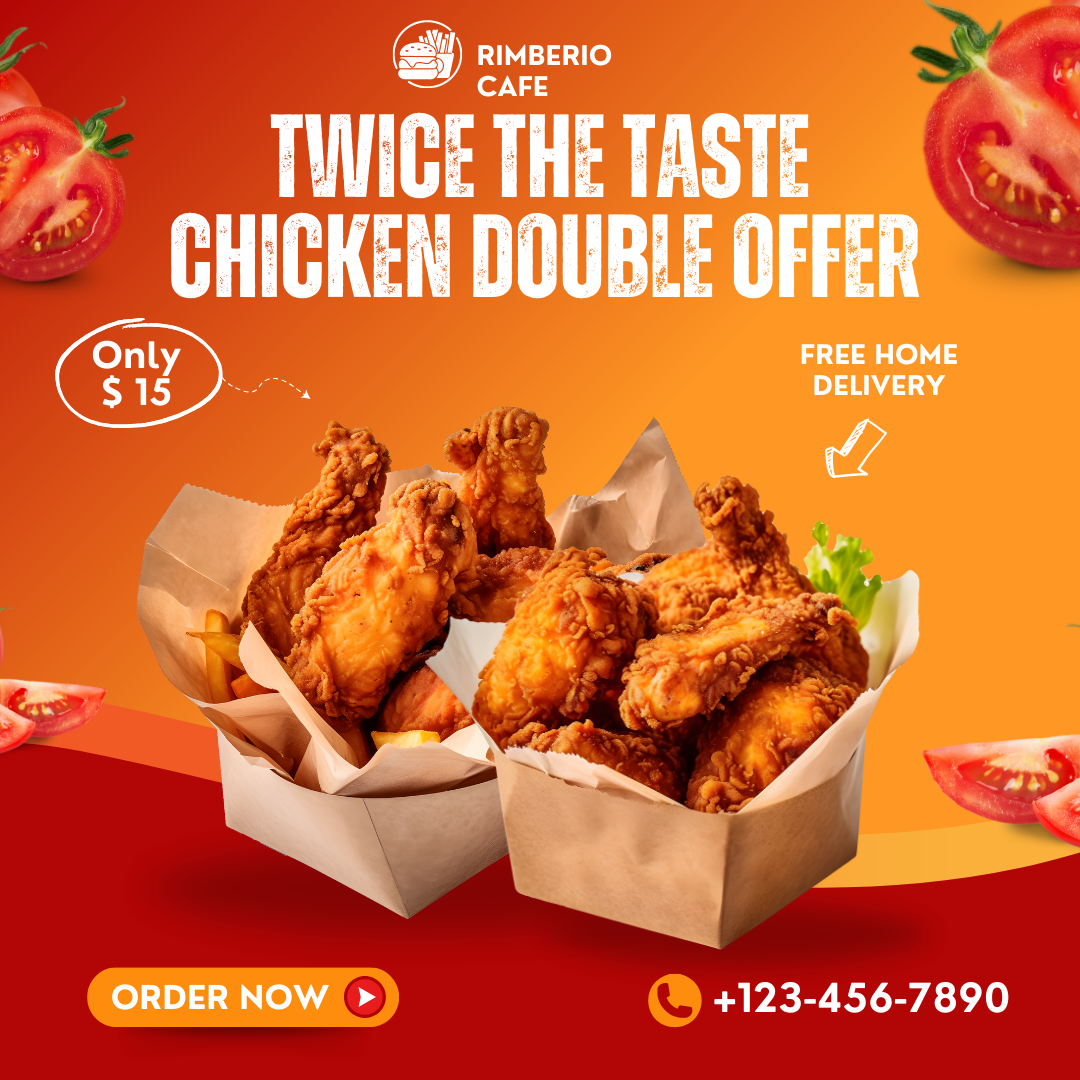 RIMBERIO
CAFE
TWICE THE TASTE
CHICKEN DOUBLE OFFER
Only
$ 15
FREE HOME
DELIVERY
ORDER NOW
+123-456-7890